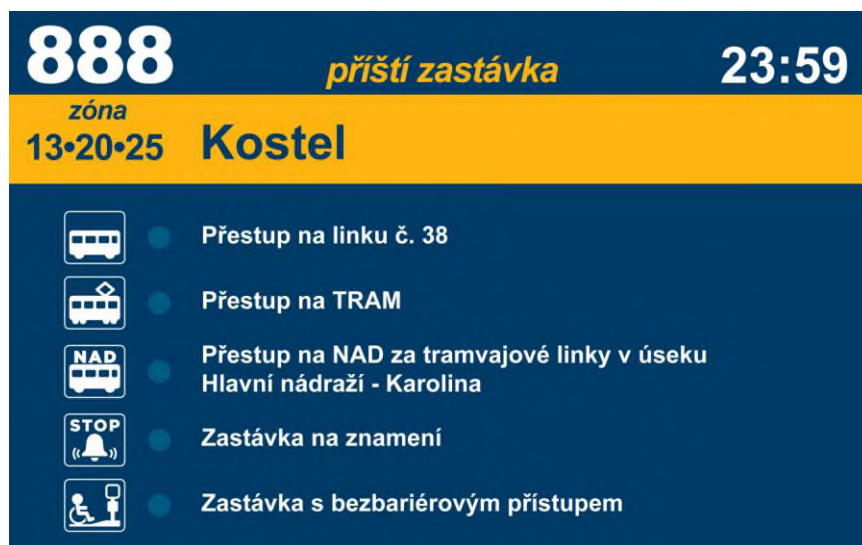 888
příští zastávka
23:59
zóna
13•20•25
Kostel
Přestup na linku č. 38
Přestup na TRAM
NAD
Přestup na NAD za tramvajové linky v úseku
Hlavní nádraží - Karolina
STOP
Zastávka na znamení
Zastávka s bezbariérovým přístupem